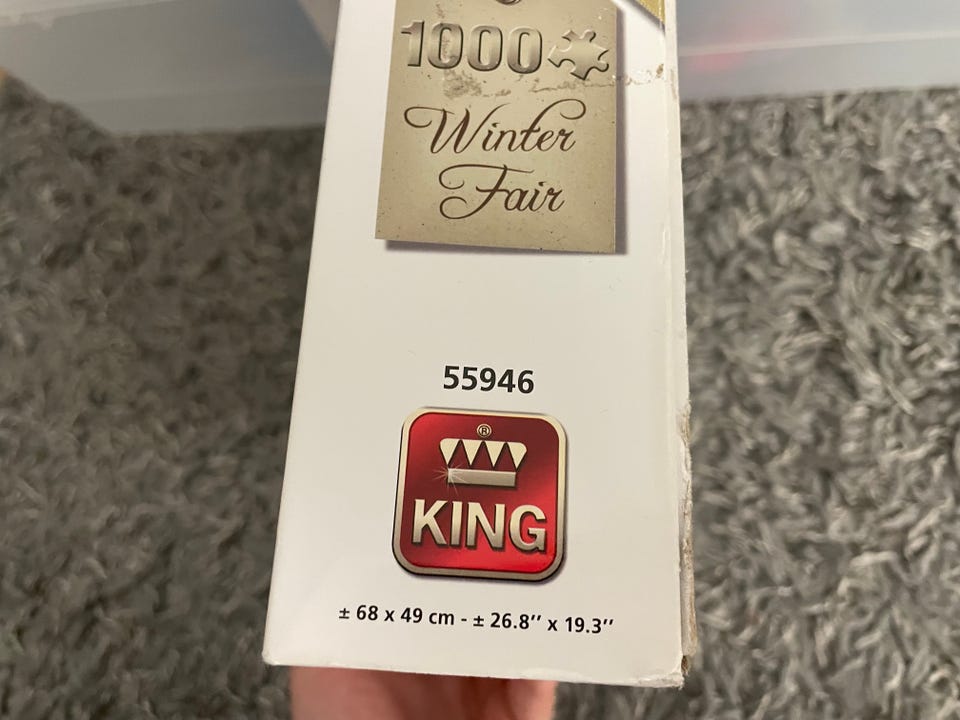 1000
Winter
Fair
55946
®
KING
± 68 x 49 cm - ± 26.8'' x 19.3''